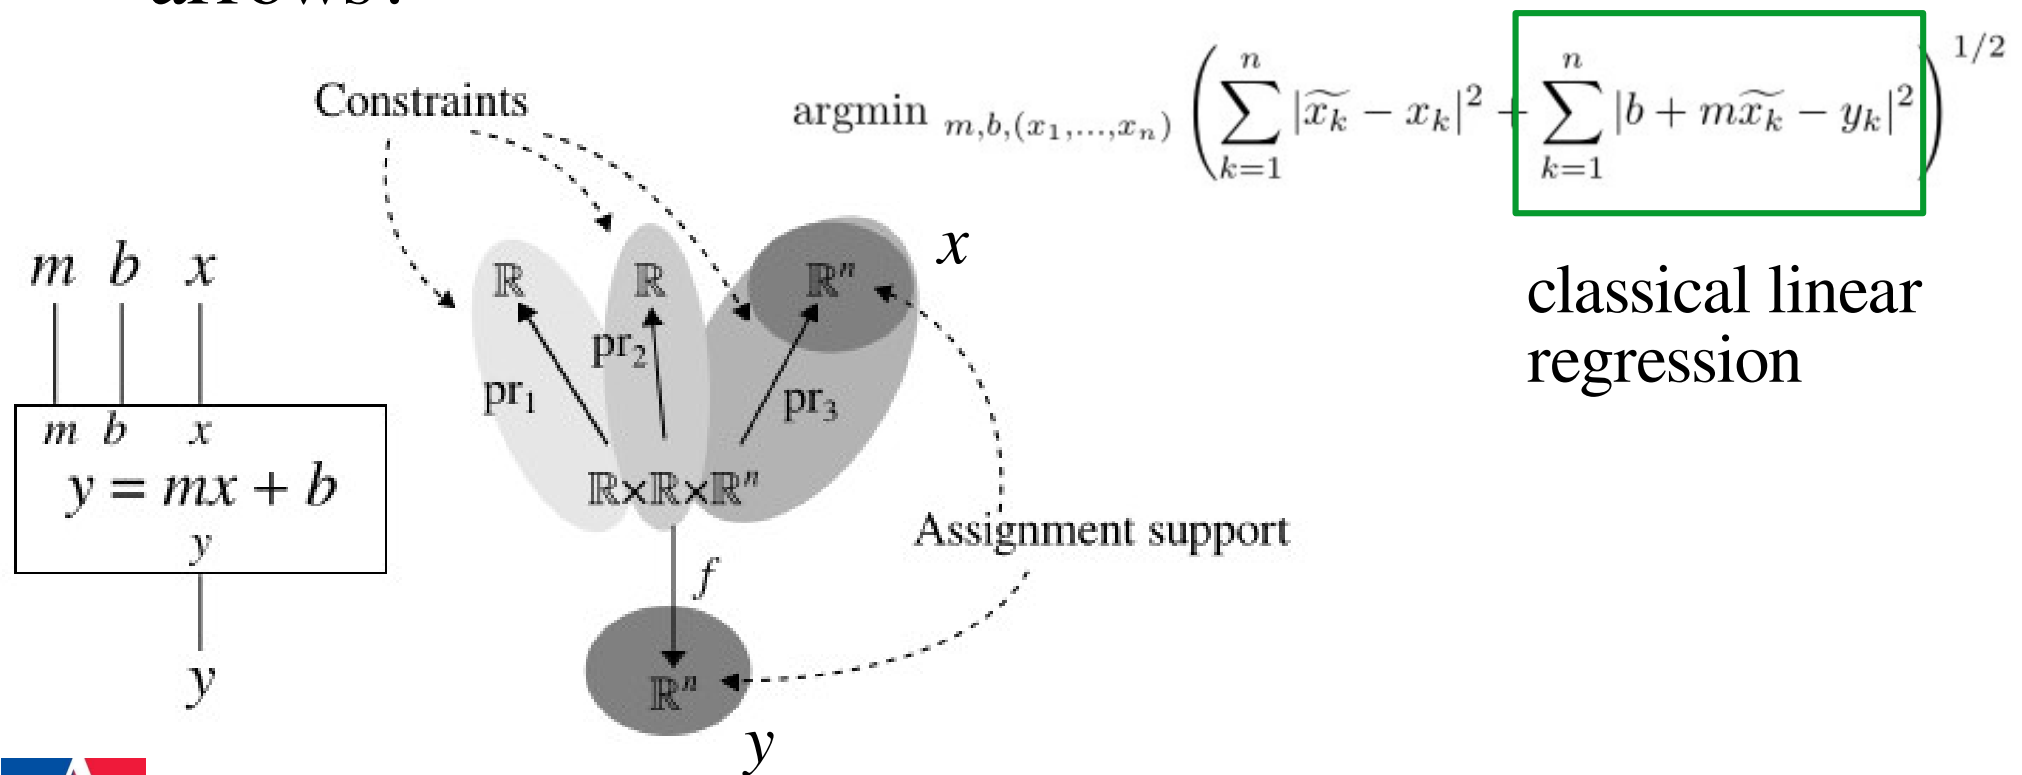 arrows?
Constraints
argmin m,b,(x₁,...,xₙ) (∑ₖ₌₁ⁿ |x̃ₖ − xₖ|² + ∑ₖ₌₁ⁿ |b + mx̃ₖ − yₖ|²)^{1/2}
classical linear
regression
m b x
m b x
y = mx + b
y
y
ℝ ℝ ℝⁿ x
pr₁ pr₂ pr₃
ℝ×ℝ×ℝⁿ
f
ℝⁿ
y
Assignment support